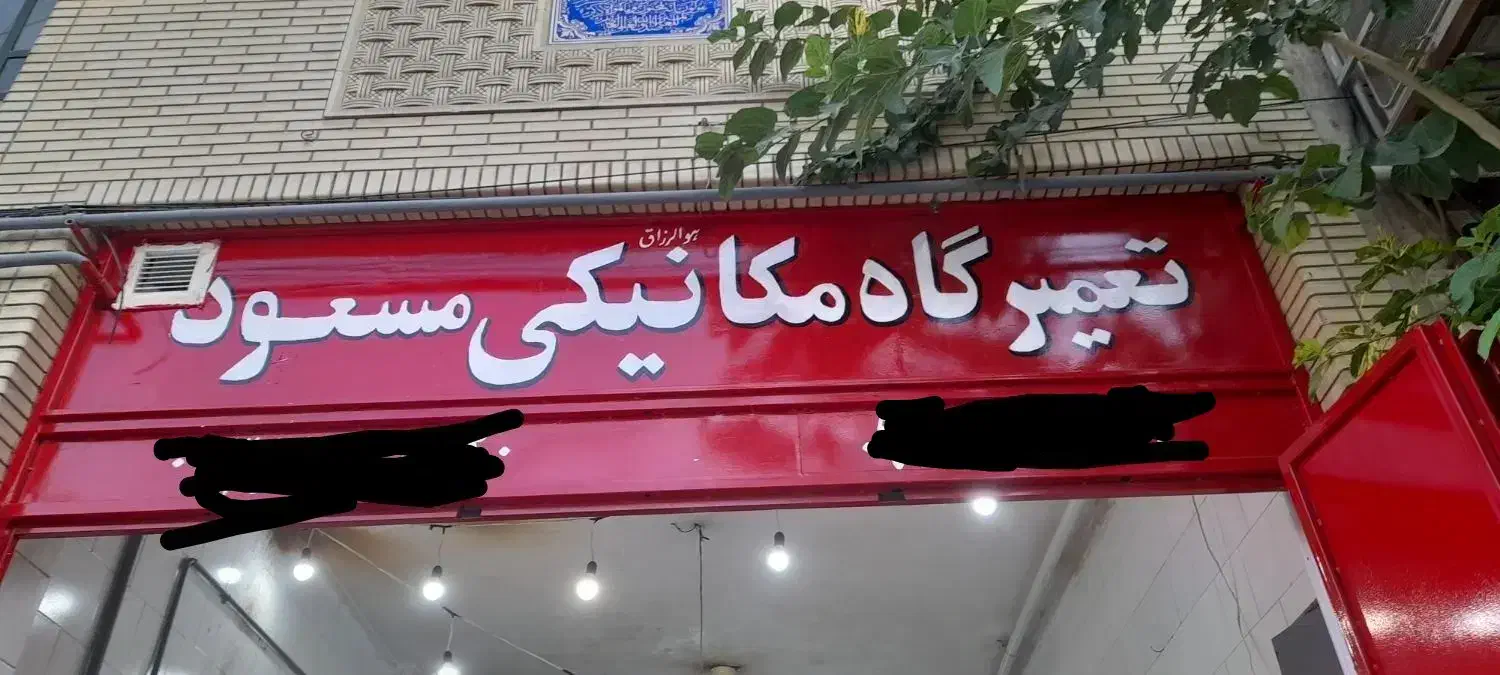 هوالرزاق
تعمیرگاه مکانیکی مسعود